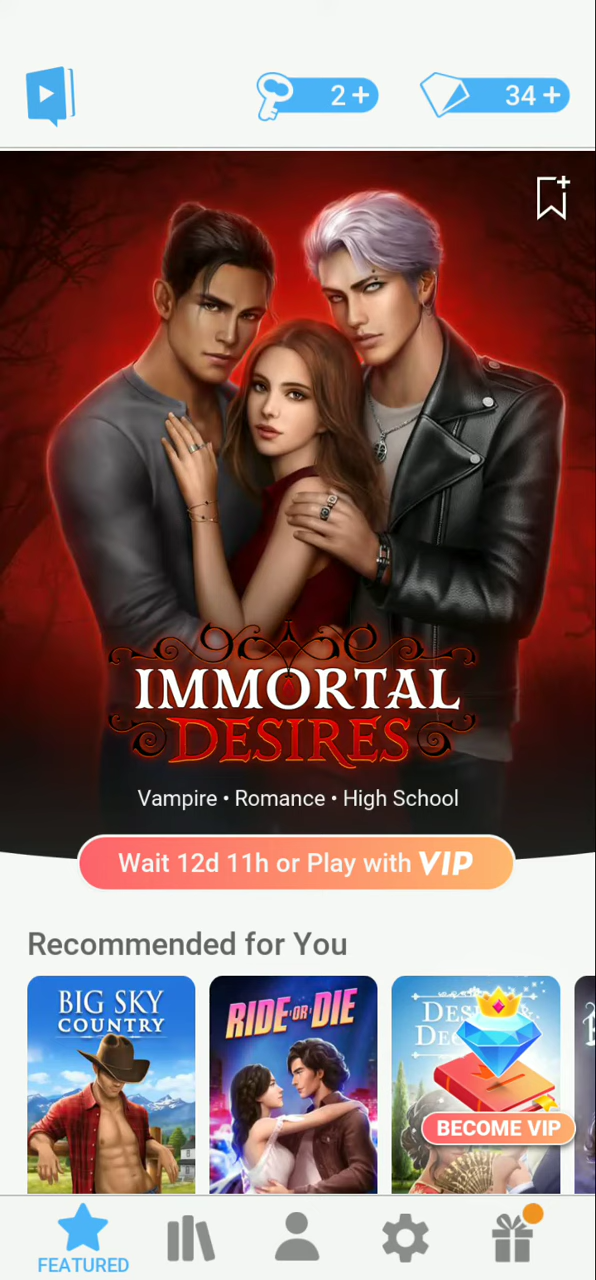 2 +
34 +
IMMORTAL
DESIRES
Vampire • Romance • High School
Wait 12d 11h or Play with VIP
Recommended for You
BIG SKY
COUNTRY
RIDE-OR-DIE
BECOME VIP
FEATURED